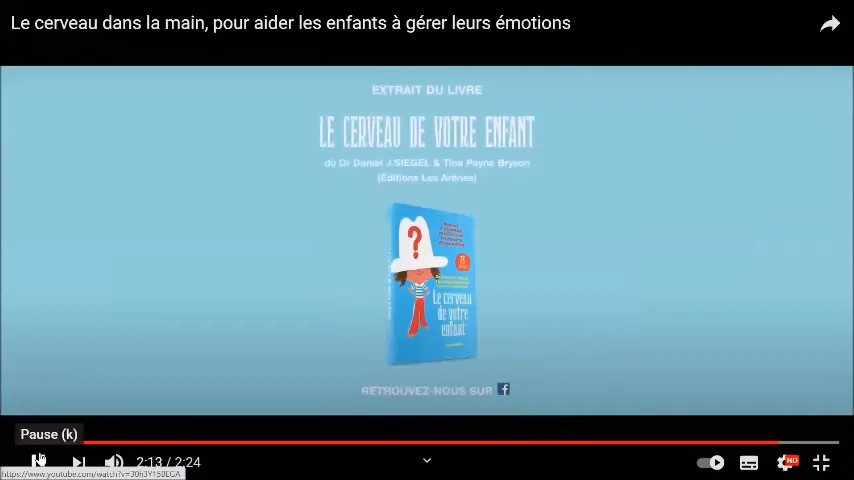 Le cerveau dans la main, pour aider les enfants à gérer leurs émotions
EXTRAIT DU LIVRE
LE CERVEAU DE VOTRE ENFANT
du Dr Daniel J.SIEGEL & Tina Payne Bryson
(Éditions Les Arènes)
?
Le cerveau
de votre
enfant
RETROUVEZ-NOUS SUR f
Pause (k)
2:13 / 2:24
HD